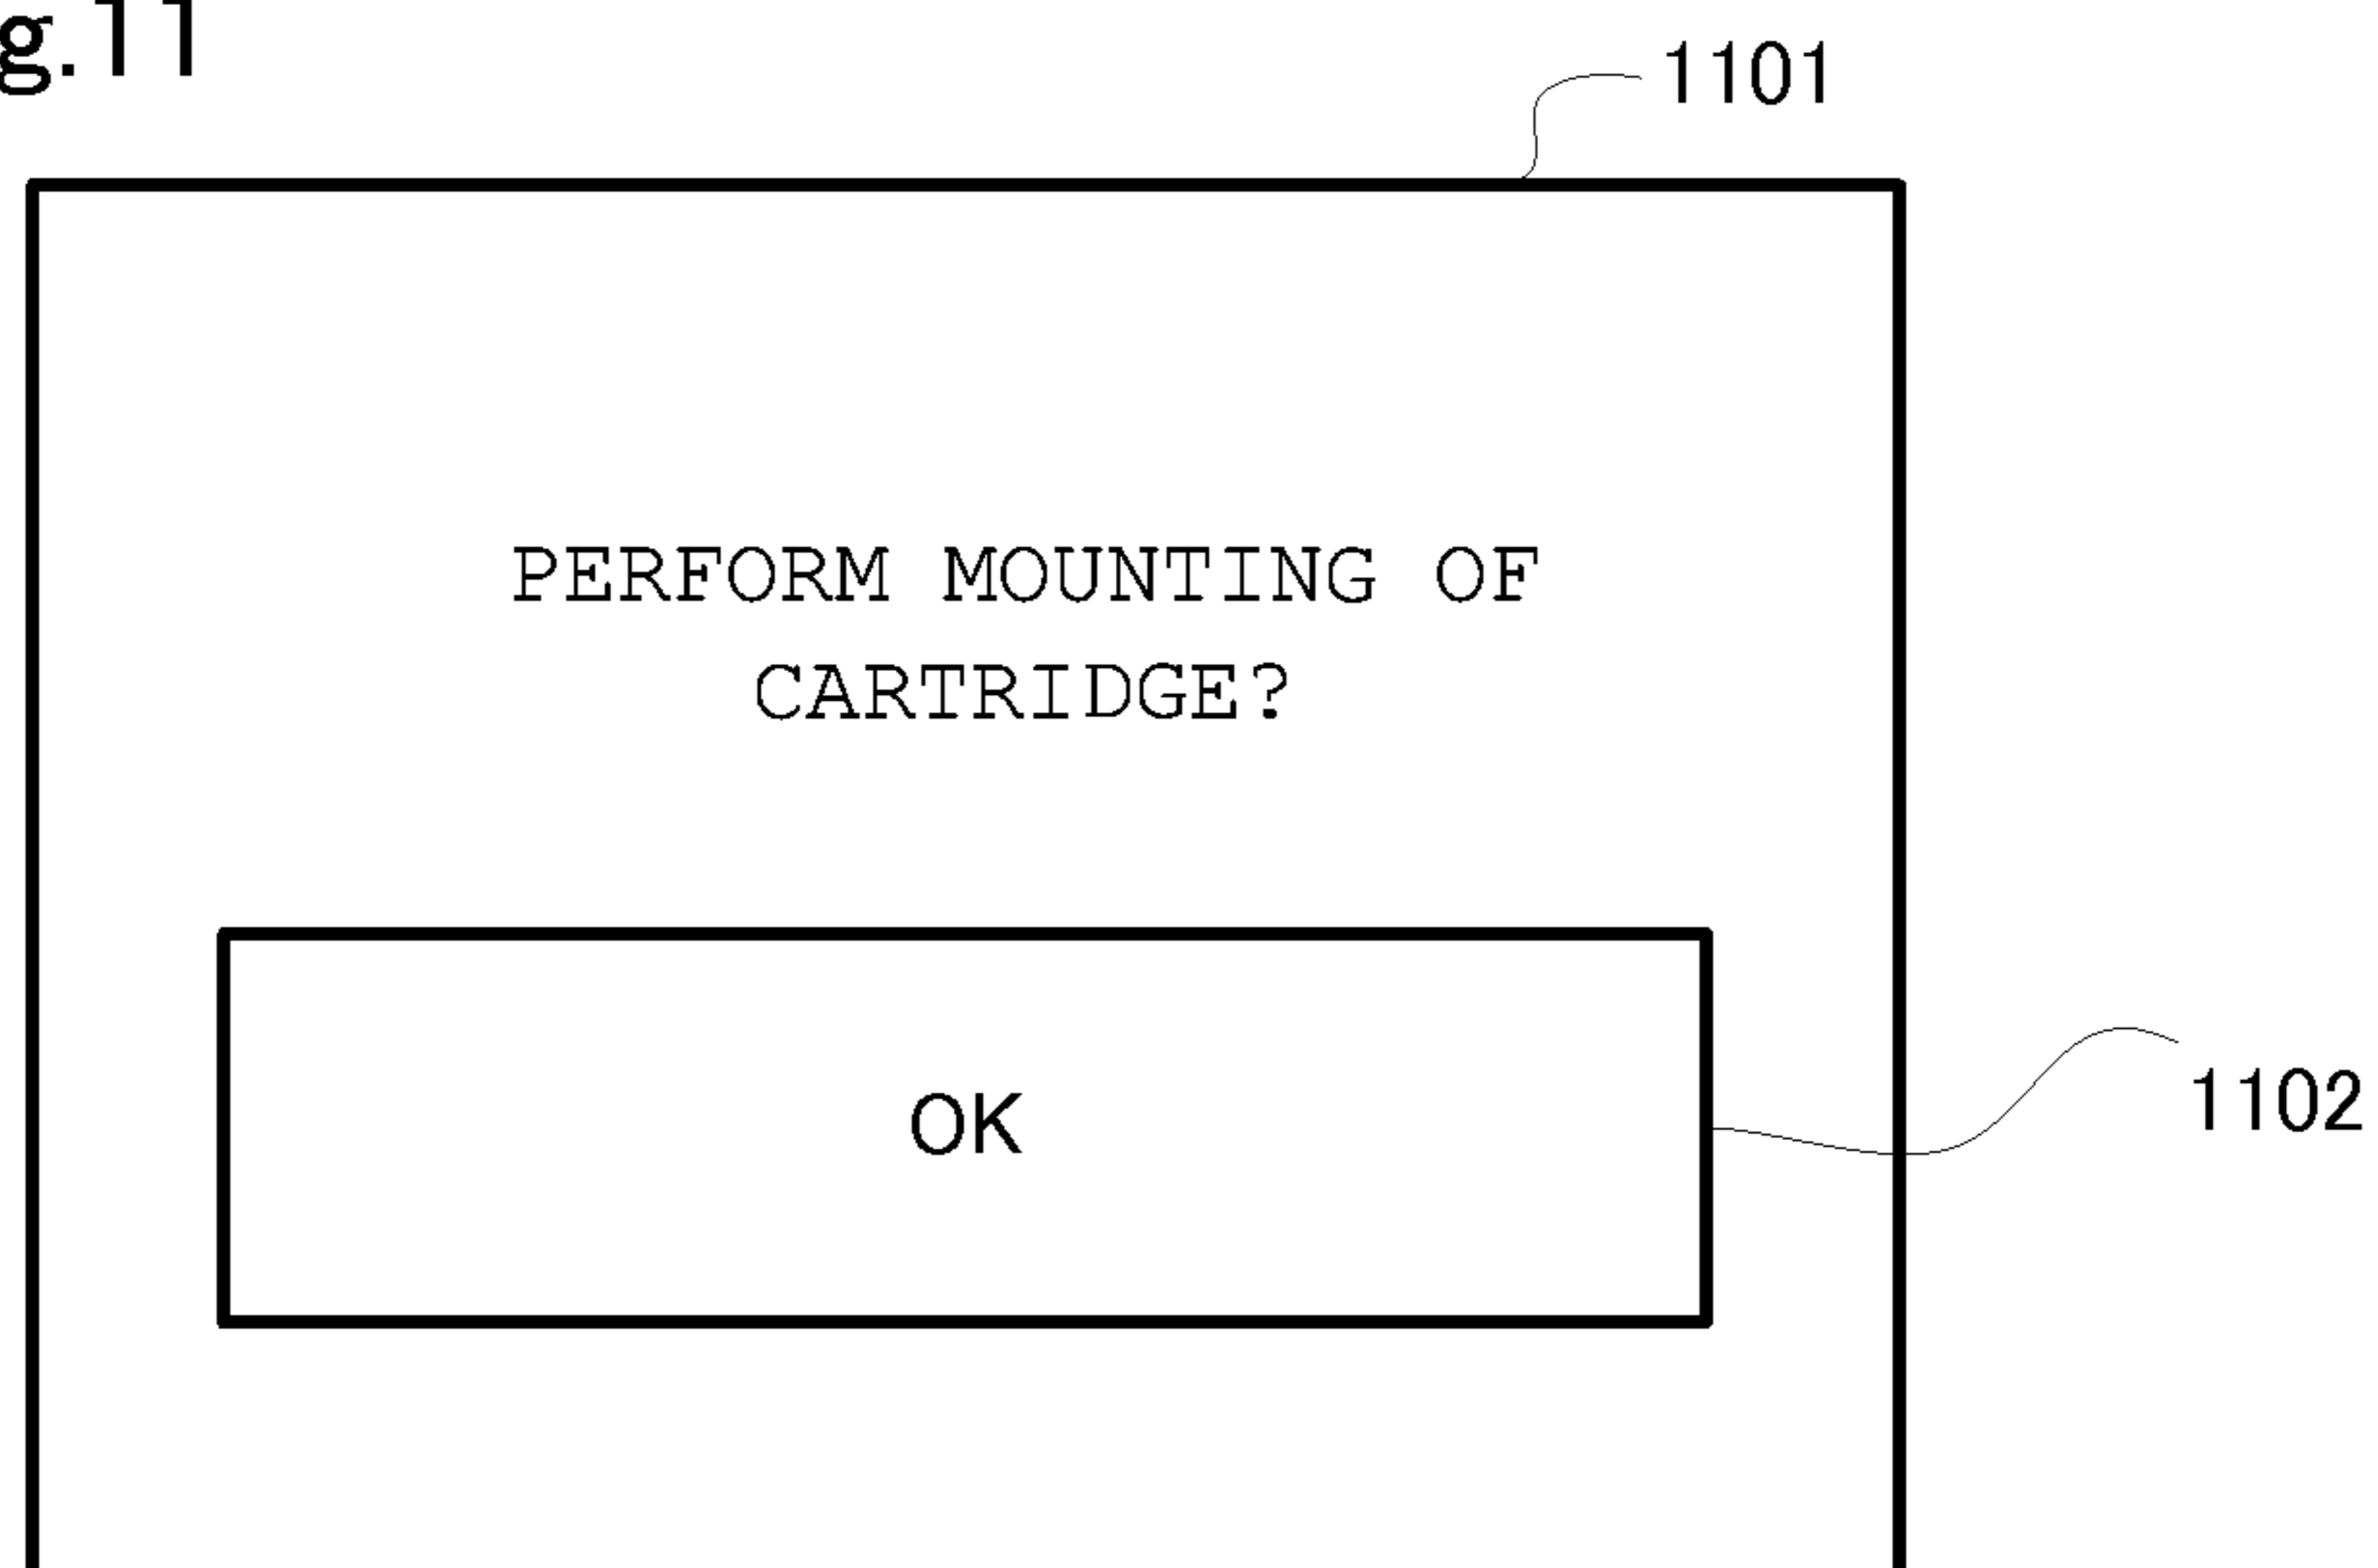 g.11
1101
PERFORM MOUNTING OF
CARTRIDGE?
OK
1102